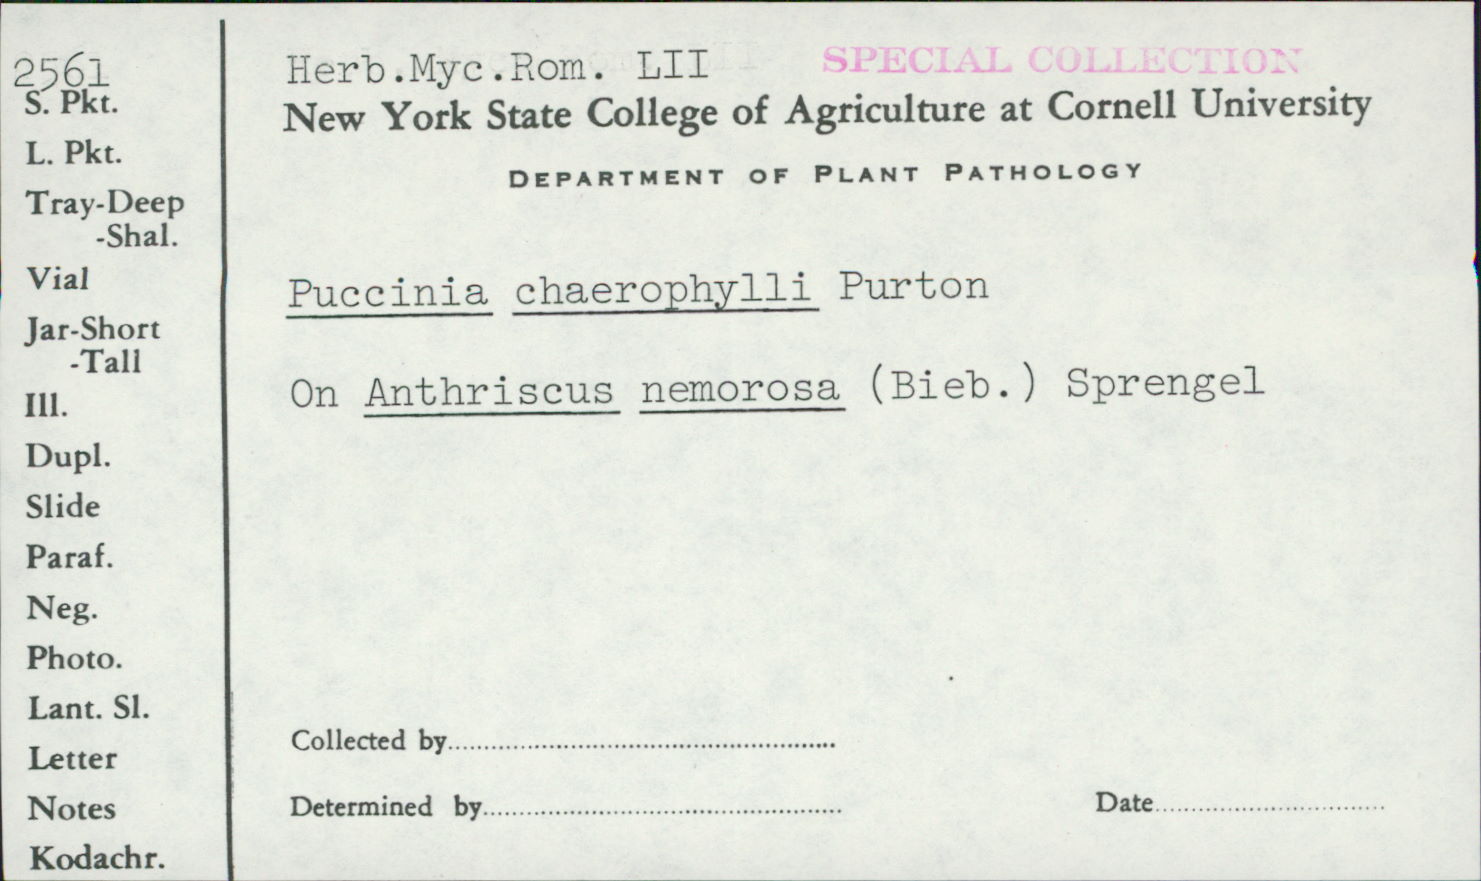 2561
S. Pkt.
L. Pkt.
Tray-Deep
-Shal.
Vial
Jar-Short
-Tall
Ill.
Dupl.
Slide
Paraf.
Neg.
Photo.
Lant. Sl.
Letter
Notes
Kodachr.
Herb.Myc.Rom. LII SPECIAL COLLECTION
New York State College of Agriculture at Cornell University
DEPARTMENT OF PLANT PATHOLOGY
Puccinia chaerophylli Purton
On Anthriscus nemorosa (Bieb.) Sprengel
Collected by
Determined by Date